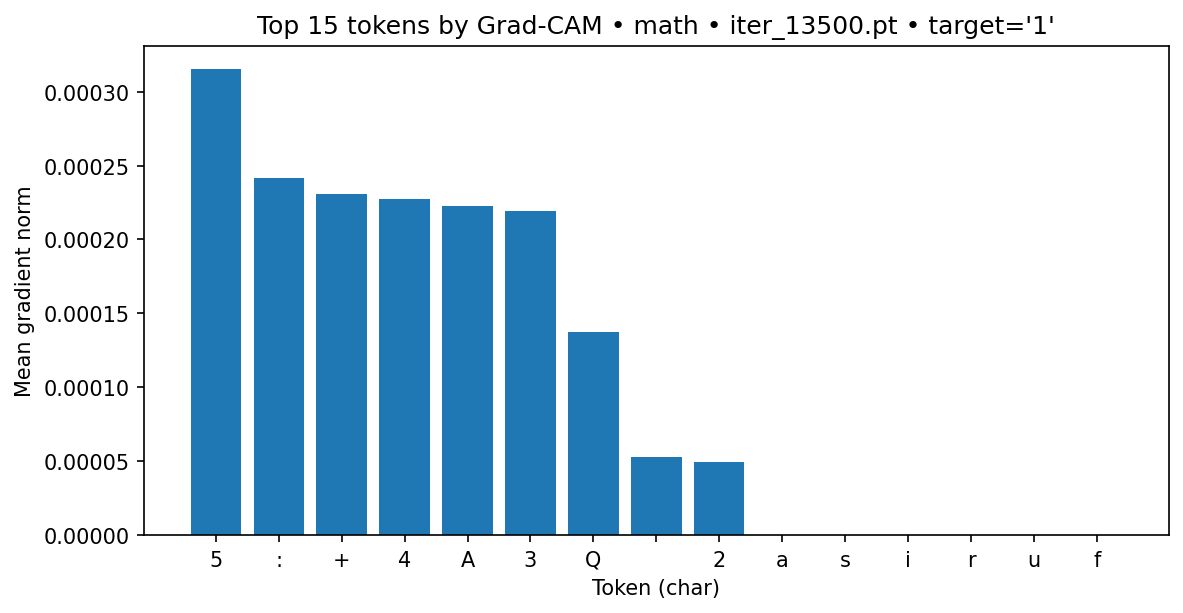 Top 15 tokens by Grad-CAM • math • iter_13500.pt • target='1'
Mean gradient norm
0.00030
0.00025
0.00020
0.00015
0.00010
0.00005
0.00000
5 : + 4 A 3 Q 2 a s i r u f
Token (char)